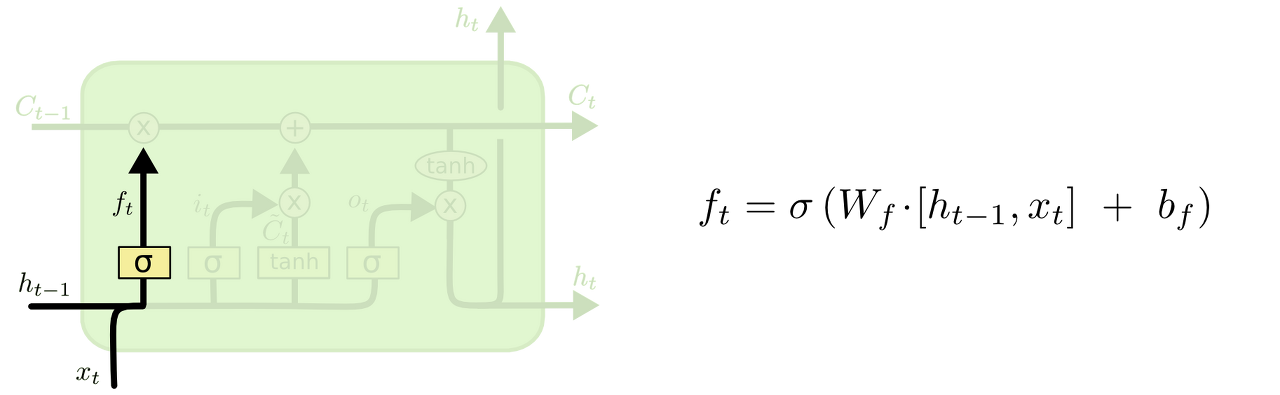 h_t
C_{t-1}
C_t
x
+
tanh
f_t
i_t
x
o_t
x
C̃_t
σ
σ
tanh
σ
h_{t-1}
h_t
x_t
f_t = σ (W_f · [h_{t-1}, x_t] + b_f)